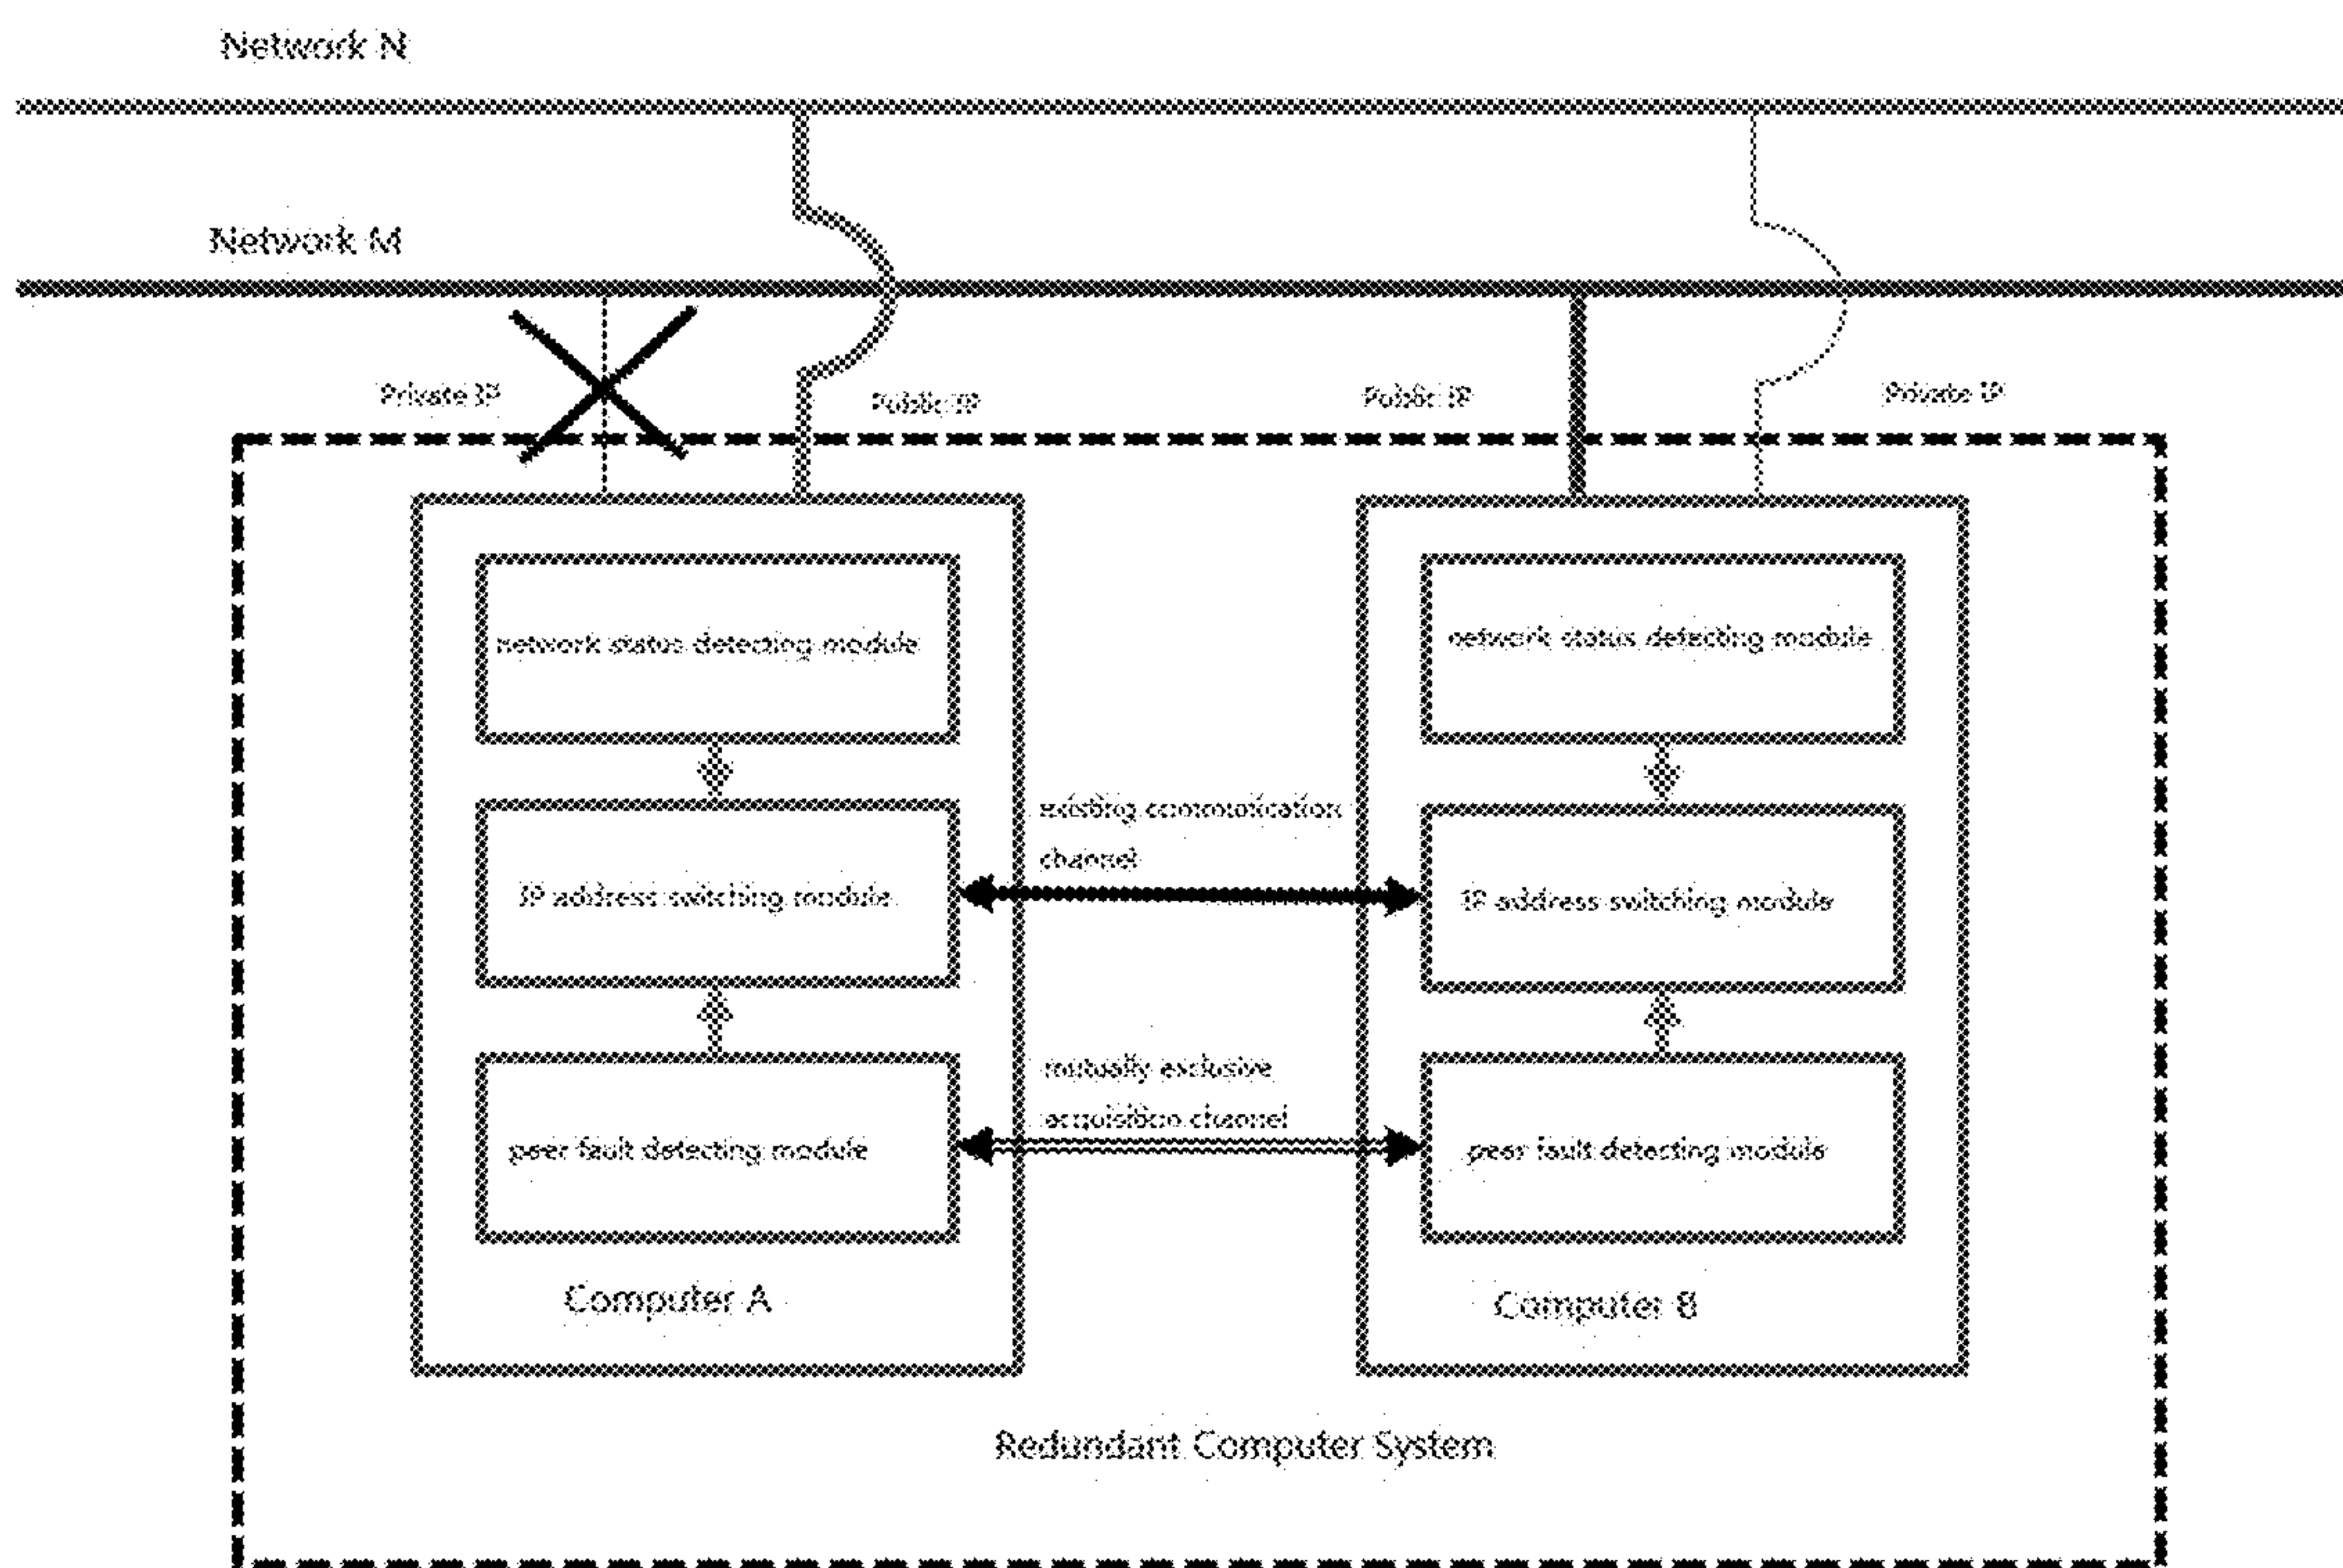 Network N
Network M
Private IP
Public IP
Public IP
Private IP
network status detecting module
network status detecting module
existing communication
channel
IP address switching module
IP address switching module
mutually exclusive
acquisition channel
peer fault detecting module
peer fault detecting module
Computer A
Computer B
Redundant Computer System